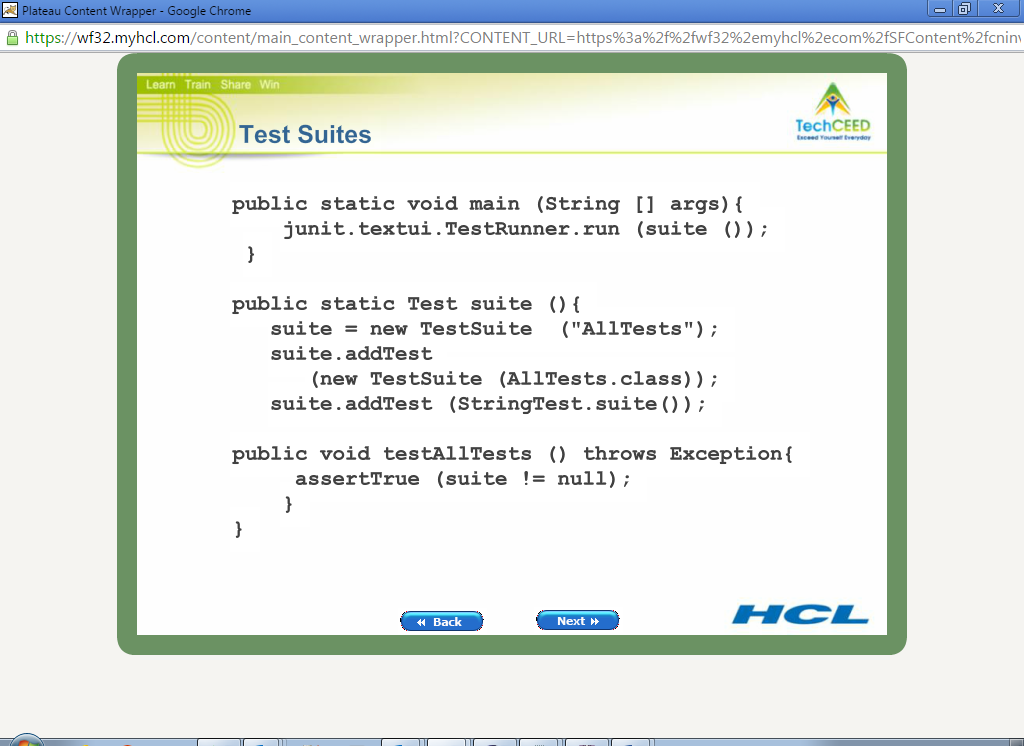 Plateau Content Wrapper - Google Chrome
https://wf32.myhcl.com/content/main_content_wrapper.html?CONTENT_URL=https%3a%2f%2fwf32%2emyhcl%2ecom%2fSFContent%2fcninv
Learn Train Share Win
TechCEED
Exceed Yourself Everyday
Test Suites
public static void main (String [] args){
junit.textui.TestRunner.run (suite ());
}
public static Test suite (){
suite = new TestSuite ("AllTests");
suite.addTest
(new TestSuite (AllTests.class));
suite.addTest (StringTest.suite());
public void testAllTests () throws Exception{
assertTrue (suite != null);
}
}
Back
Next
HCL